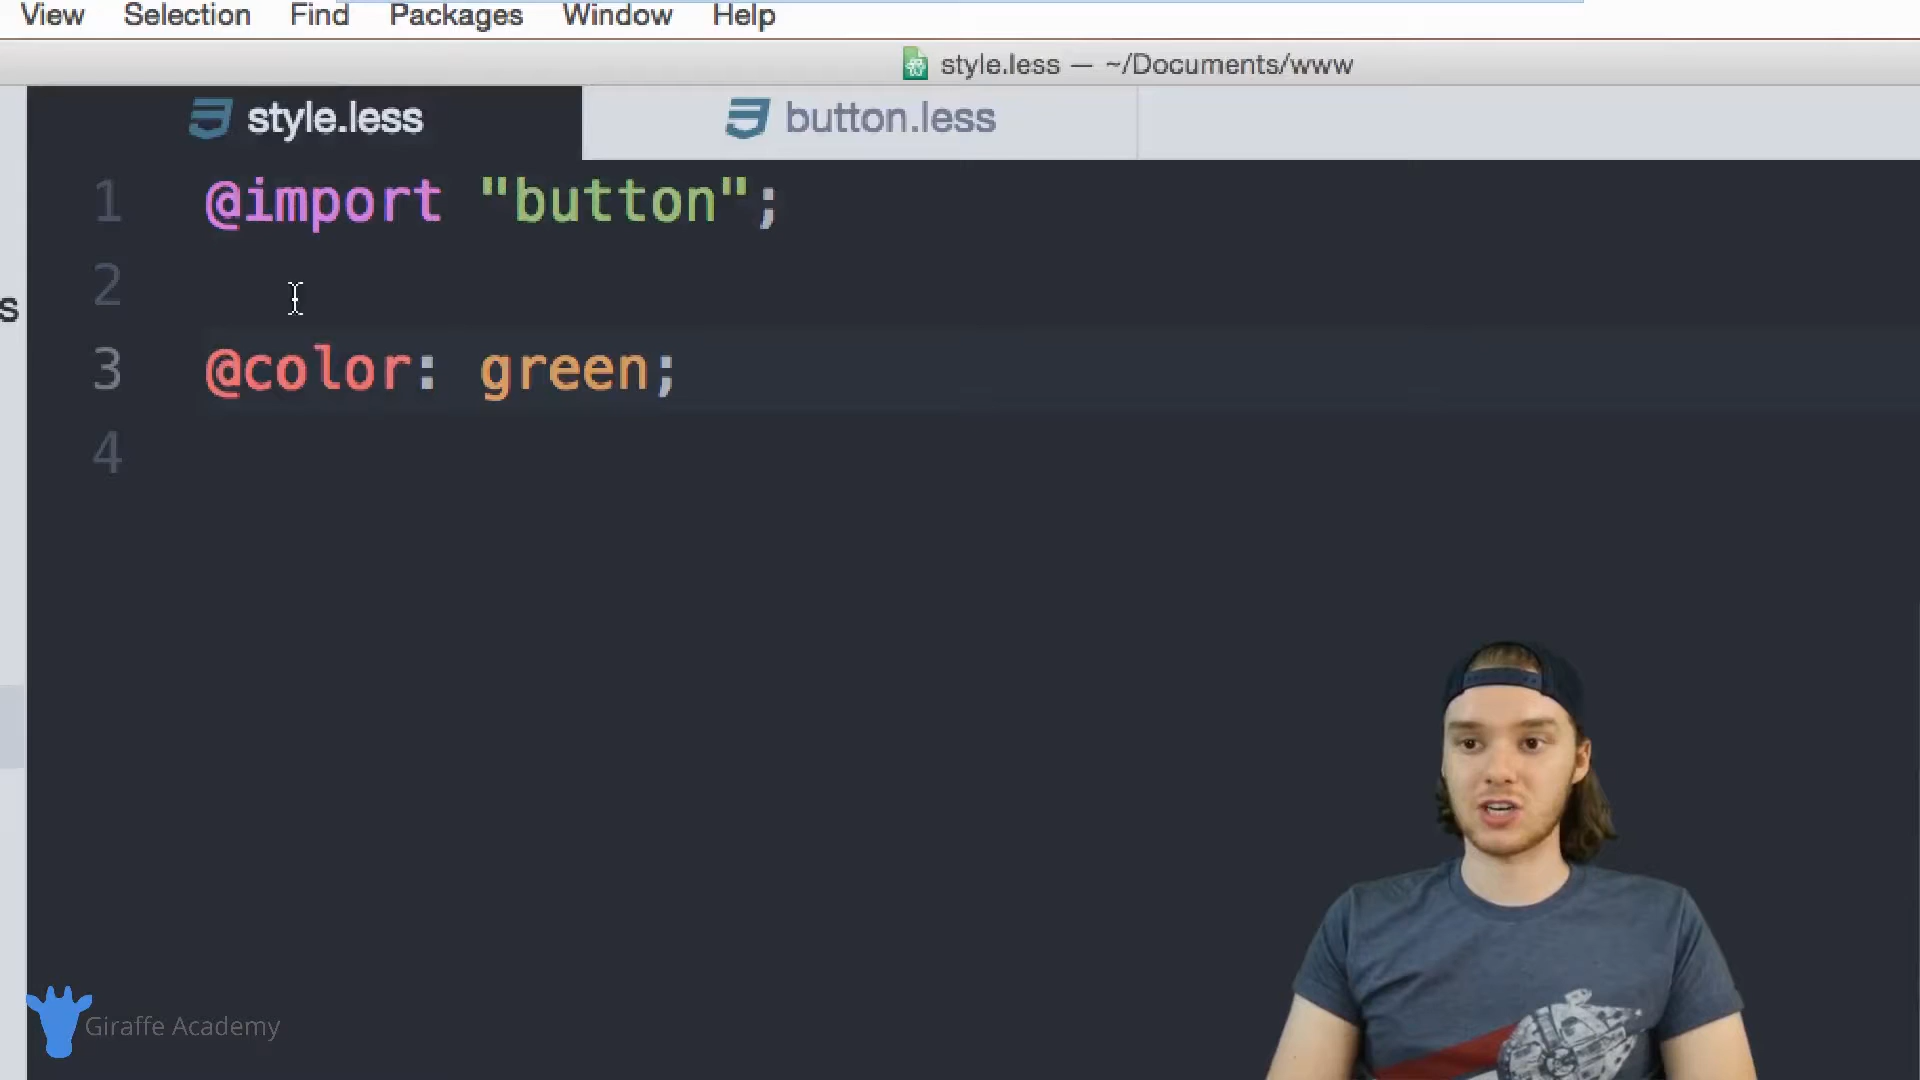 View Selection Find Packages Window Help
style.less — ~/Documents/www
style.less button.less
s
1 @import "button";
2
3 @color: green;
4
Giraffe Academy